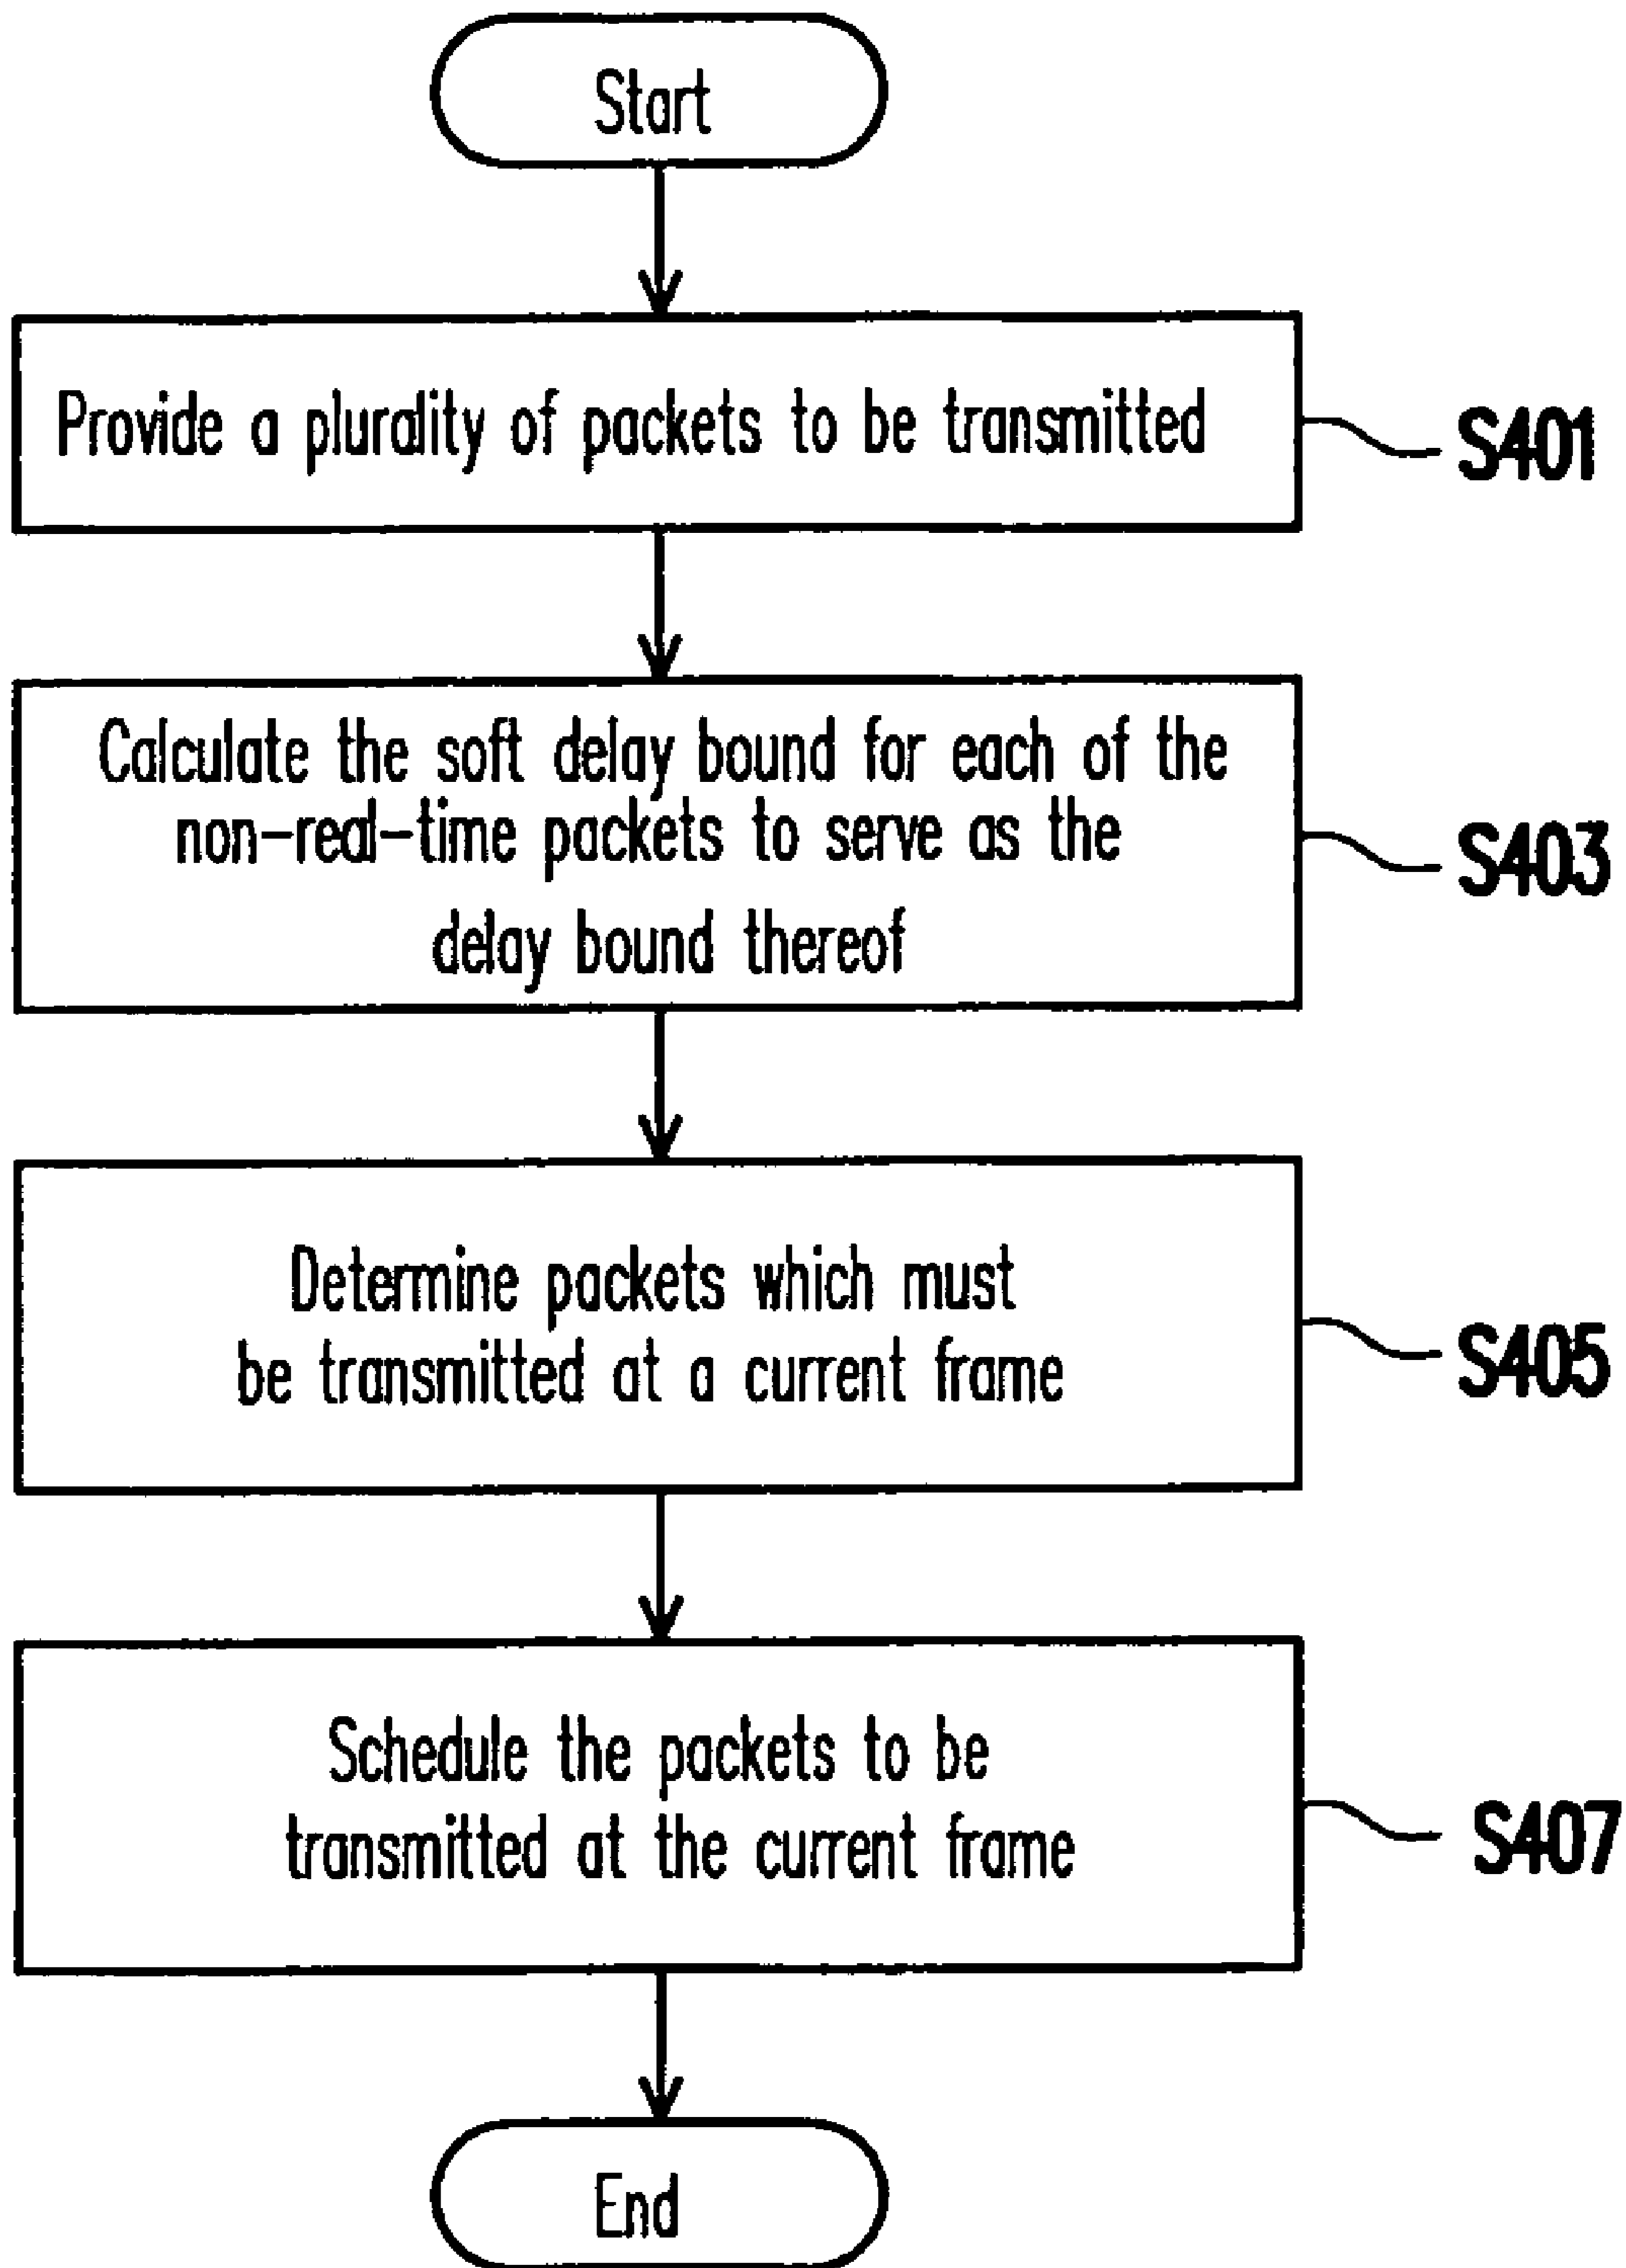 Start
Provide a plurality of packets to be transmitted
S401
Calculate the soft delay bound for each of the
non-real-time packets to serve as the
delay bound thereof
S403
Determine packets which must
be transmitted at a current frame
S405
Schedule the packets to be
transmitted at the current frame
S407
End